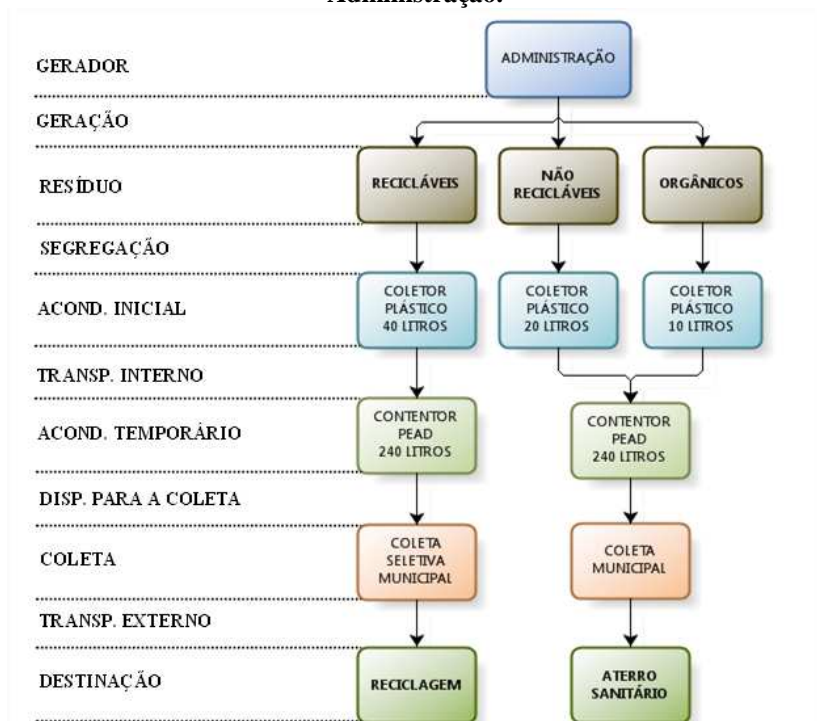 Administração.
GERADOR
ADMINISTRAÇÃO
GERAÇÃO
RESÍDUO
RECICLÁVEIS
NÃO
RECICLÁVEIS
ORGÂNICOS
SEGREGAÇÃO
ACOND. INICIAL
COLETOR
PLÁSTICO
40 LITROS
COLETOR
PLÁSTICO
20 LITROS
COLETOR
PLÁSTICO
10 LITROS
TRANSP. INTERNO
ACOND. TEMPORÁRIO
CONTENTOR
PEAD
240 LITROS
CONTENTOR
PEAD
240 LITROS
DISP. PARA A COLETA
COLETA
COLETA
SELETIVA
MUNICIPAL
COLETA
MUNICIPAL
TRANSP. EXTERNO
DESTINAÇÃO
RECICLAGEM
ATERRO
SANITÁRIO